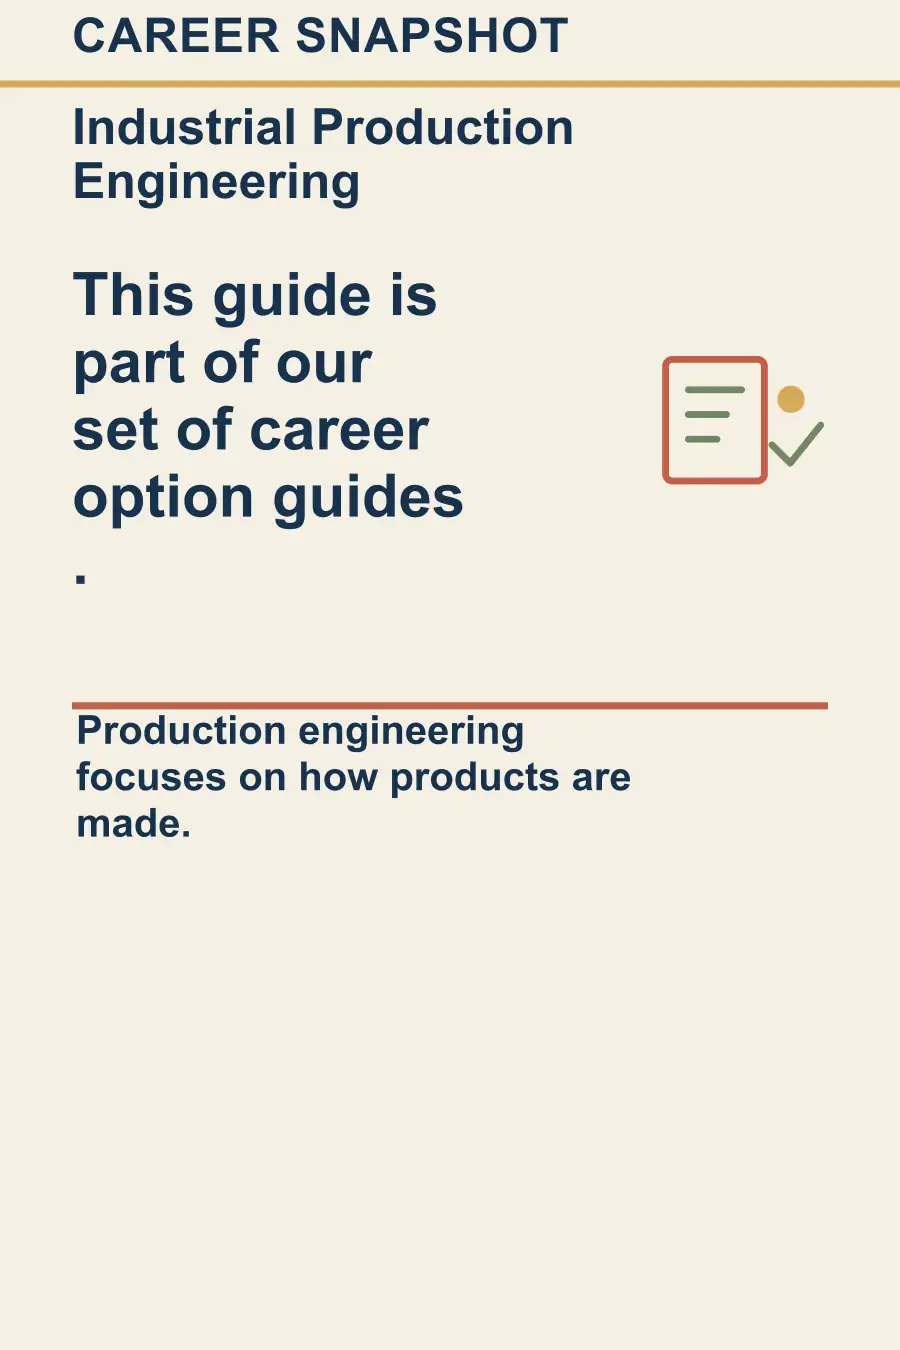 CAREER SNAPSHOT
Industrial Production
Engineering
This guide is
part of our
set of career
option guides
.
Production engineering
focuses on how products are
made.